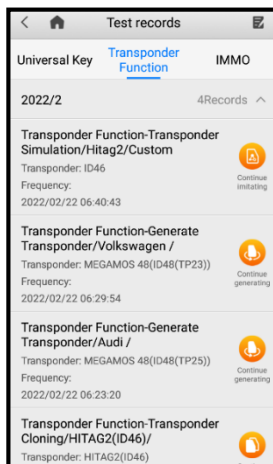 Test records
Universal Key
Transponder
Function
IMMO
2022/2
4Records
Transponder Function-Transponder
Simulation/Hitag2/Custom
Transponder: ID46
Frequency:
2022/02/22 06:40:43
Continue
imitating
Transponder Function-Generate
Transponder/Volkswagen /
Transponder: MEGAMOS 48(ID48(TP23))
Frequency:
2022/02/22 06:29:54
Continue
generating
Transponder Function-Generate
Transponder/Audi /
Transponder: MEGAMOS 48(ID48(TP25))
Frequency:
2022/02/22 06:23:20
Continue
generating
Transponder Function-Transponder
Cloning/HITAG2(ID46)/
Transponder: HITAG2(ID46)